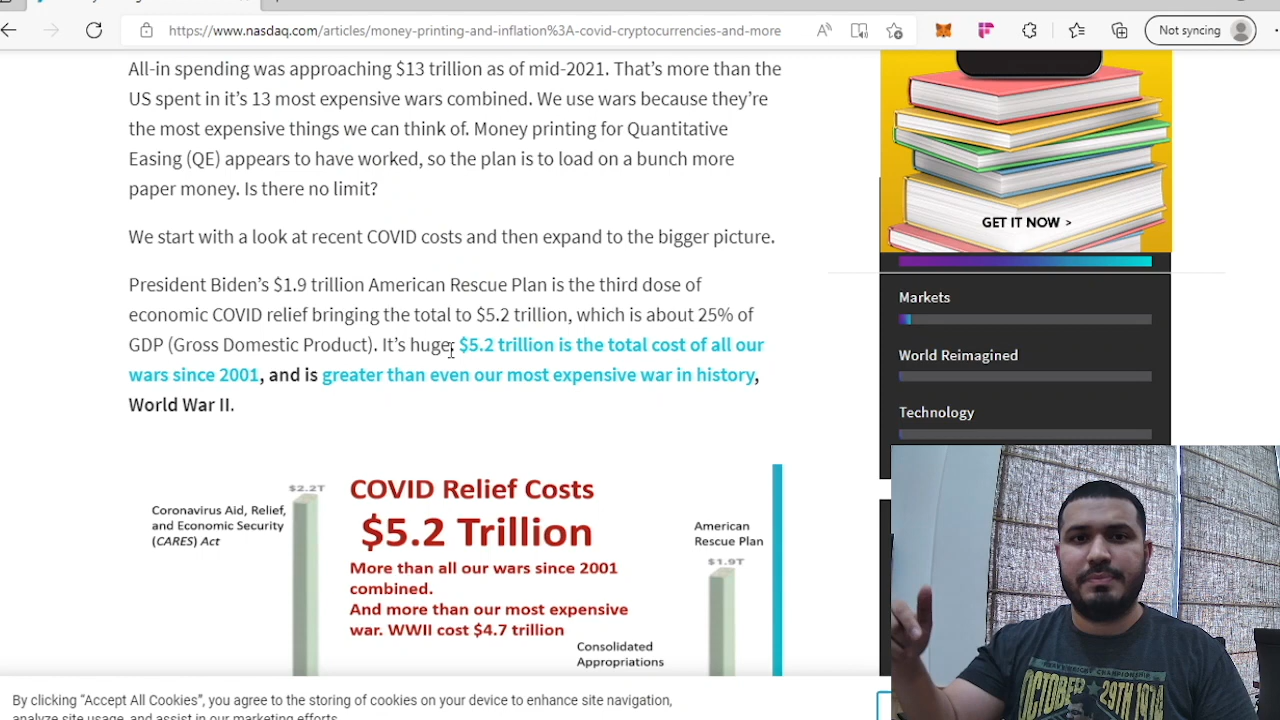 https://www.nasdaq.com/articles/money-printing-and-inflation%3A-covid-cryptocurrencies-and-more
Not syncing
All-in spending was approaching $13 trillion as of mid-2021. That’s more than the
US spent in it’s 13 most expensive wars combined. We use wars because they’re
the most expensive things we can think of. Money printing for Quantitative
Easing (QE) appears to have worked, so the plan is to load on a bunch more
paper money. Is there no limit?
We start with a look at recent COVID costs and then expand to the bigger picture.
President Biden’s $1.9 trillion American Rescue Plan is the third dose of
economic COVID relief bringing the total to $5.2 trillion, which is about 25% of
GDP (Gross Domestic Product). It’s huge; $5.2 trillion is the total cost of all our
wars since 2001, and is greater than even our most expensive war in history,
World War II.
$2.2T
Coronavirus Aid, Relief,
and Economic Security
(CARES) Act
COVID Relief Costs
$5.2 Trillion
More than all our wars since 2001
combined.
And more than our most expensive
war. WWII cost $4.7 trillion
Consolidated
Appropriations
American
Rescue Plan
$1.9T
GET IT NOW >
Markets
World Reimagined
Technology
By clicking “Accept All Cookies”, you agree to the storing of cookies on your device to enhance site navigation,
analyze site usage, and assist in our marketing efforts.
OCTOBER
29TH 1974